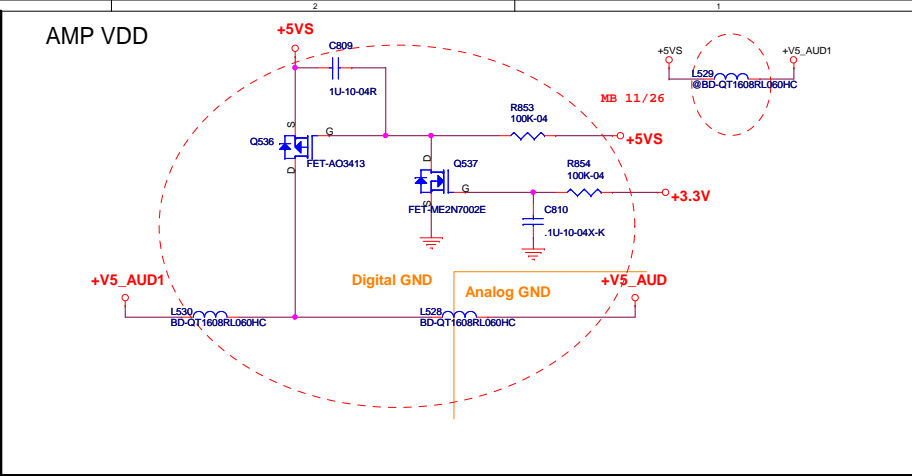 2
1
AMP VDD
+5VS
C809
1U-10-04R
+5VS
+V5_AUD1
L529
@BD-QT1608RL060HC
MB 11/26
R853
100K-04
+5VS
S
G
Q536
FET-AO3413
D
D
Q537
G
S
FET-ME2N7002E
R854
100K-04
+3.3V
C810
.1U-10-04X-K
Digital GND
Analog GND
+V5_AUD1
+V5_AUD
L530
BD-QT1608RL060HC
L528
BD-QT1608RL060HC